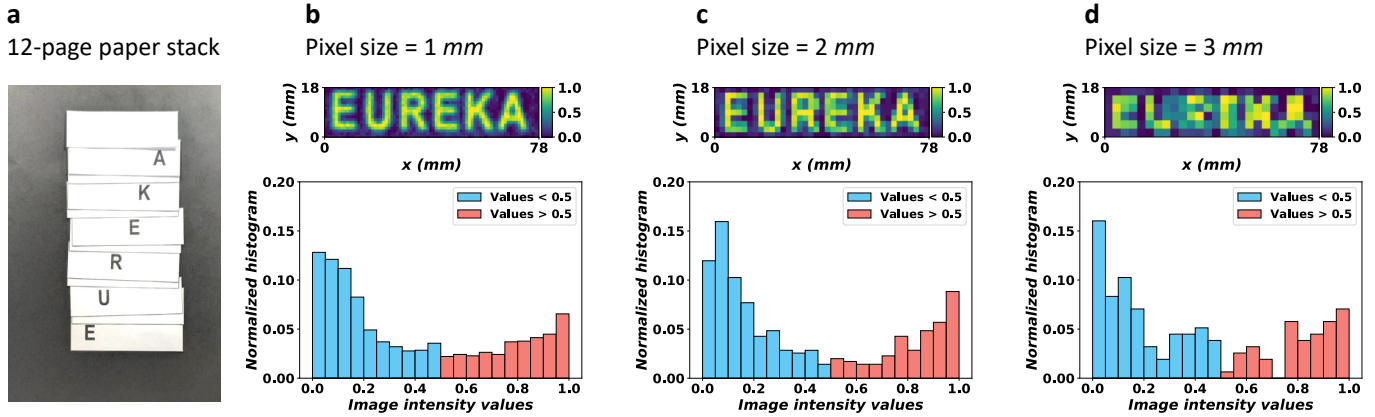 a
12-page paper stack
A
K
E
R
U
E
b
Pixel size = 1 mm
18
y (mm)
0
EUREKA
1.0
0.5
0.0
0
78
x (mm)
0.20
0.15
0.10
0.05
0.00
Normalized histogram
Values < 0.5
Values > 0.5
0.0 0.2 0.4 0.6 0.8 1.0
Image intensity values
c
Pixel size = 2 mm
18
y (mm)
0
EUREKA
1.0
0.5
0.0
0
78
x (mm)
0.20
0.15
0.10
0.05
0.00
Normalized histogram
Values < 0.5
Values > 0.5
0.0 0.2 0.4 0.6 0.8 1.0
Image intensity values
d
Pixel size = 3 mm
18
y (mm)
0
1.0
0.5
0.0
0
78
x (mm)
0.20
0.15
0.10
0.05
0.00
Normalized histogram
Values < 0.5
Values > 0.5
0.0 0.2 0.4 0.6 0.8 1.0
Image intensity values